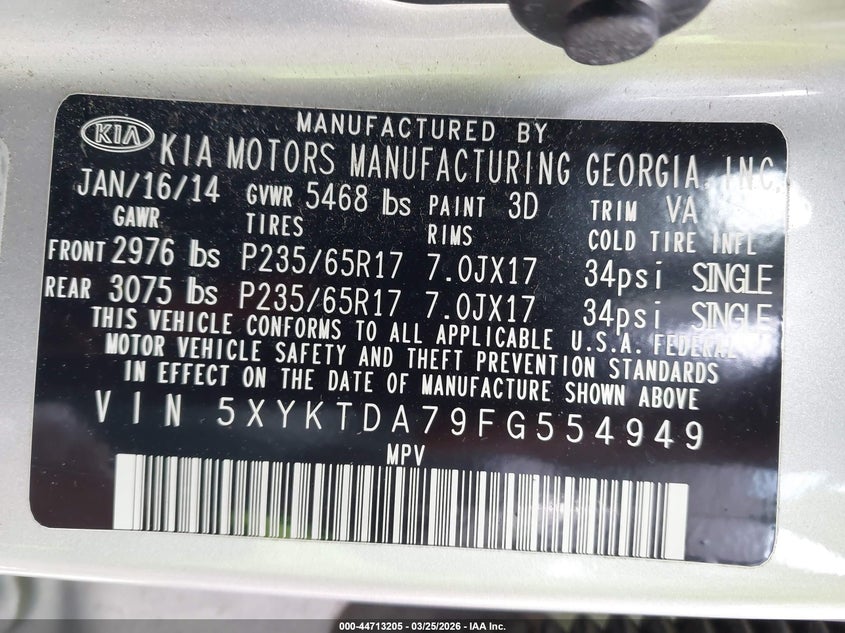 KIA
MANUFACTURED BY
KIA MOTORS MANUFACTURING GEORGIA, INC.
JAN/16/14 GVWR 5468 lbs PAINT 3D TRIM VA
GAWR TIRES RIMS COLD TIRE INFL
FRONT 2976 lbs P235/65R17 7.0JX17 34psi SINGLE
REAR 3075 lbs P235/65R17 7.0JX17 34psi SINGLE
THIS VEHICLE CONFORMS TO ALL APPLICABLE U.S.A. FEDERAL
MOTOR VEHICLE SAFETY AND THEFT PREVENTION STANDARDS
IN EFFECT ON THE DATE OF MANUFACTURE SHOWN ABOVE
VIN 5XYKTDA79FG554949
MPV
000-44713205 - 03/25/2026 - IAA Inc.